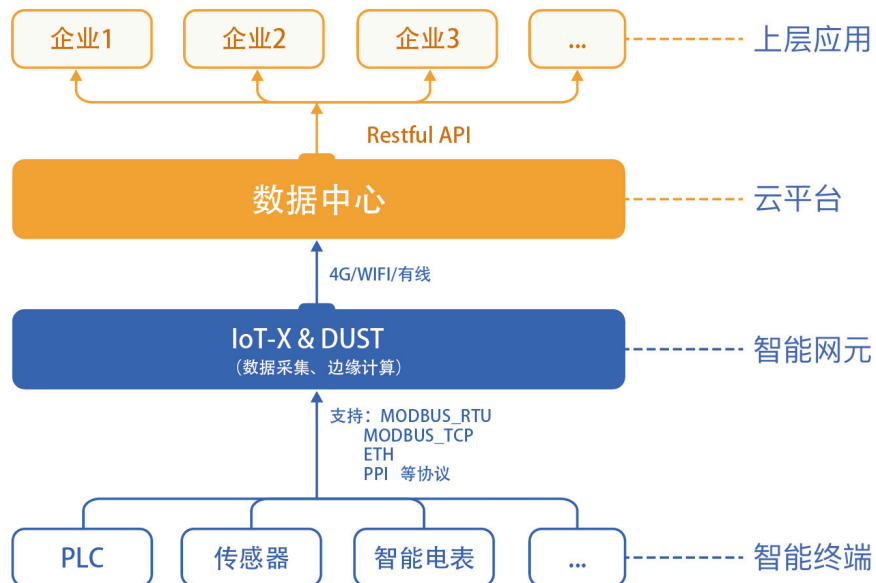 企业1 企业2 企业3 ... 上层应用
Restful API
数据中心 云平台
4G/WIFI/有线
IoT-X & DUST
（数据采集、边缘计算） 智能网元
支持：MODBUS_RTU
MODBUS_TCP
ETH
PPI 等协议
PLC 传感器 智能电表 ... 智能终端